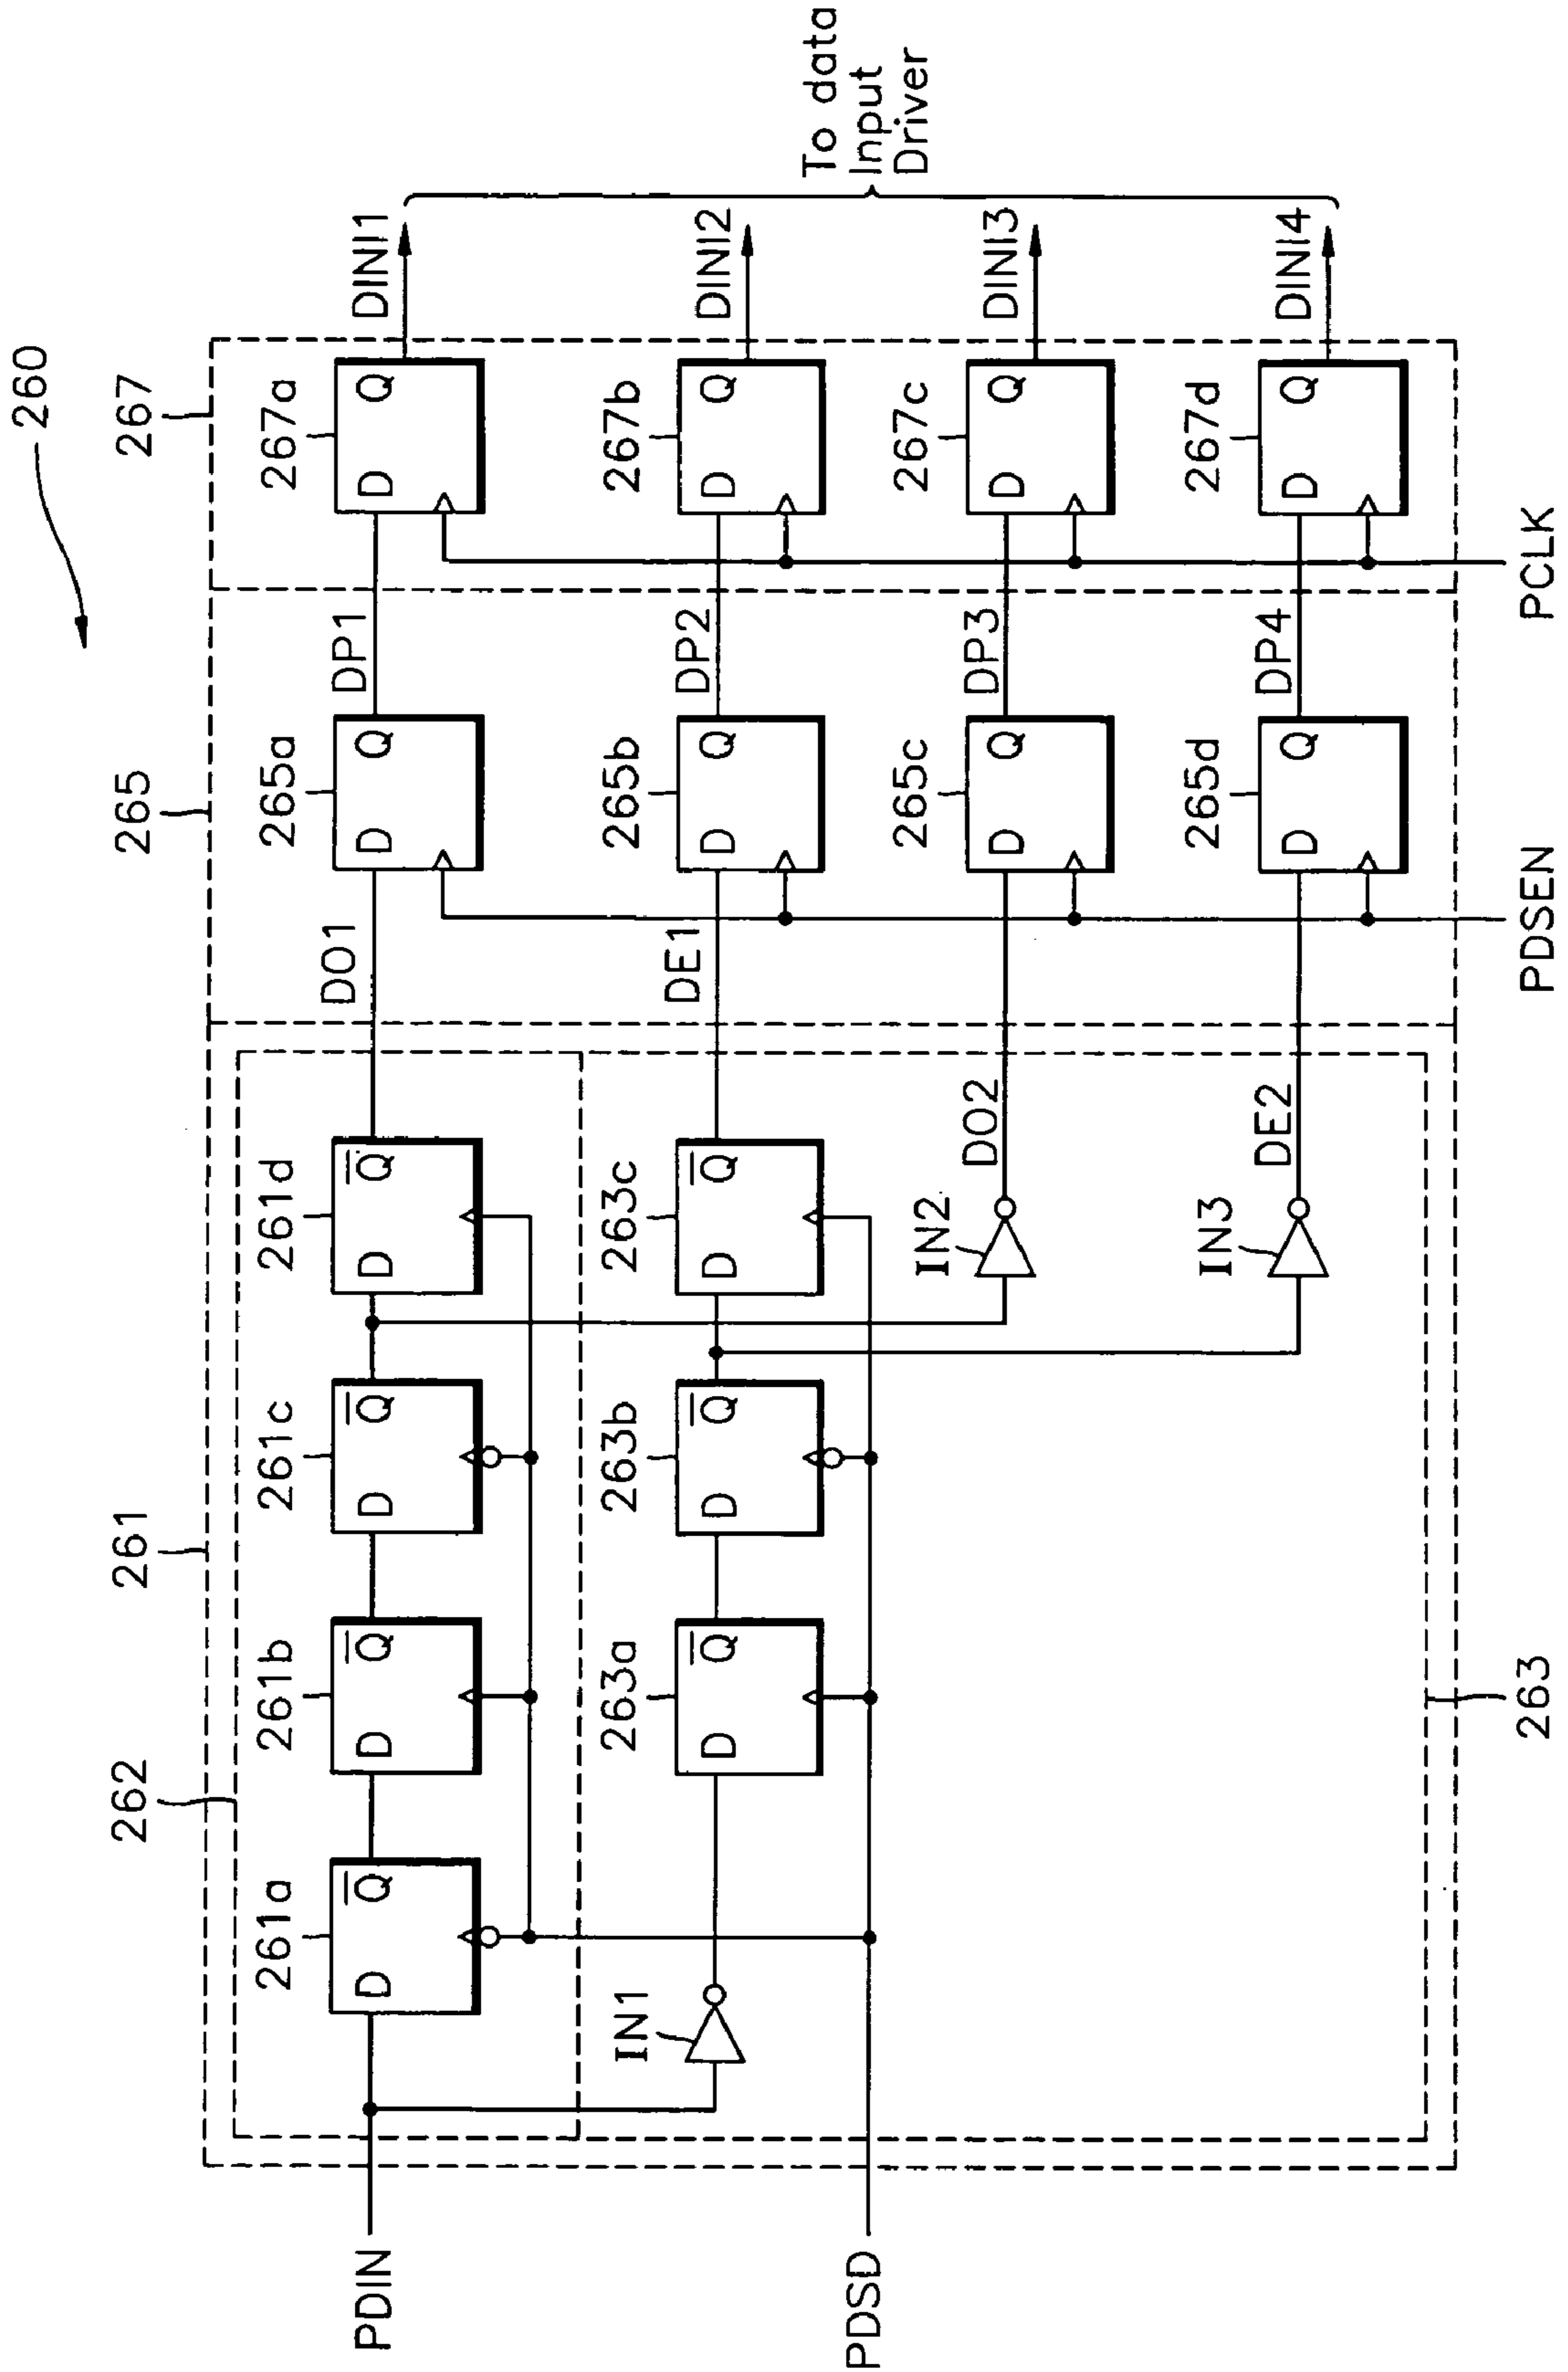 260
261
262
265
267
261a
261b
261c
261d
265a
267a
D
Q
D
Q
D
Q
D
Q
D
Q
D
Q
PDIN
DO1
DP1
DINI1
IN1
263a
263b
263c
265b
267b
D
Q
D
Q
D
Q
D
Q
D
Q
DE1
DP2
DINI2
To data
Input
Driver
PDSD
IN2
DO2
265c
267c
D
Q
D
Q
DP3
DINI3
IN3
DE2
265d
267d
D
Q
D
Q
DP4
DINI4
263
PDSEN
PCLK